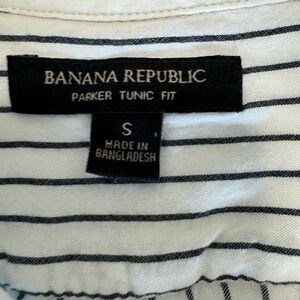 BANANA REPUBLIC
PARKER TUNIC FIT
S
MADE IN
BANGLADESH